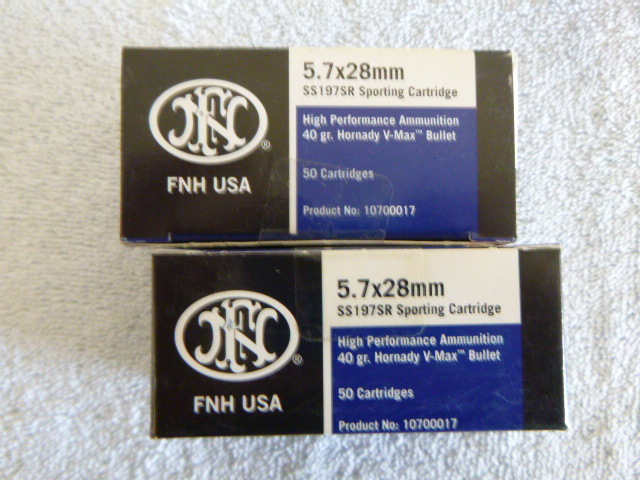 5.7x28mm
SS197SR Sporting Cartridge
High Performance Ammunition
40 gr. Hornady V-Max™ Bullet
50 Cartridges
Product No: 10700017
FN
®
FNH USA
5.7x28mm
SS197SR Sporting Cartridge
High Performance Ammunition
40 gr. Hornady V-Max™ Bullet
50 Cartridges
Product No: 10700017
FN
®
FNH USA